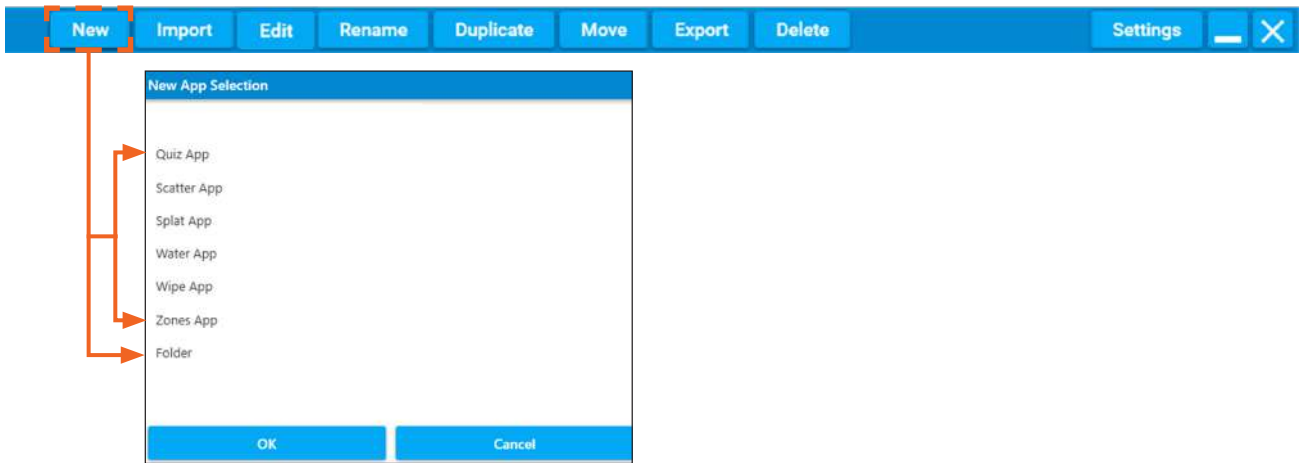 New Import Edit Rename Duplicate Move Export Delete Settings
New App Selection
Quiz App
Scatter App
Splat App
Water App
Wipe App
Zones App
Folder
OK Cancel